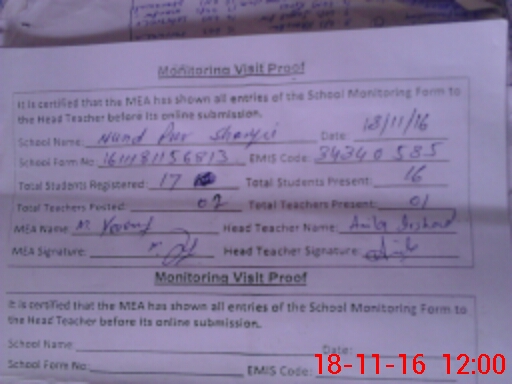 Monitoring Visit Proof
It is certified that the MEA has shown all entries of the School Monitoring Form to
the Head Teacher before its online submission.
School Name: Nand Pur Sharqi Date: 18/11/16
School Form No: EMIS Code: 34340585
Total Students Registered: 17 Total Students Present: 16
Total Teachers Posted: 02 Total Teachers Present: 01
MEA Name: M. Head Teacher Name: Anila Irshad
MEA Signature: Head Teacher Signature:
Monitoring Visit Proof
It is certified that the MEA has shown all entries of the School Monitoring Form to
the Head Teacher before its online submission.
School Name: Date:
School Form No: EMIS Code:
18-11-16 12:00